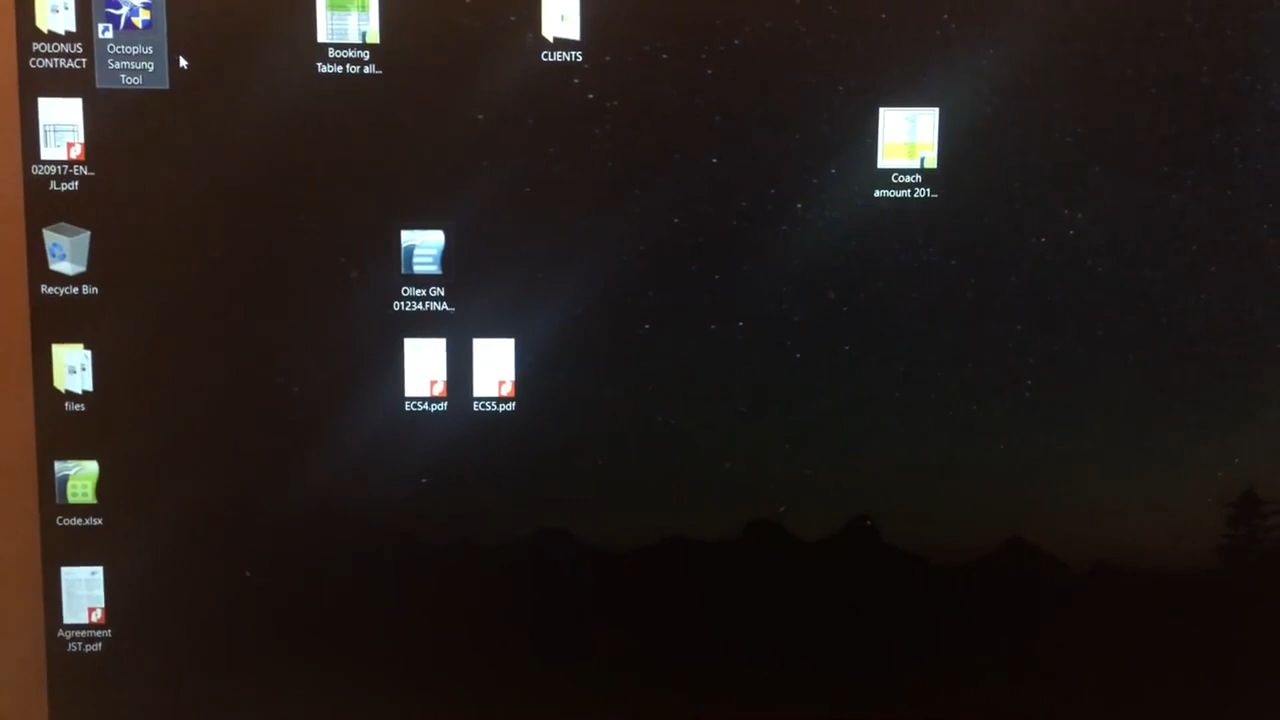 POLONUS
CONTRACT
Octoplus
Samsung
Tool
Booking
Table for all...
CLIENTS
020917-EN...
JL.pdf
Coach
amount 201...
Recycle Bin
Ollex GN
01234.FINA...
files
ECS4.pdf
ECS5.pdf
Code.xlsx
Agreement
JST.pdf